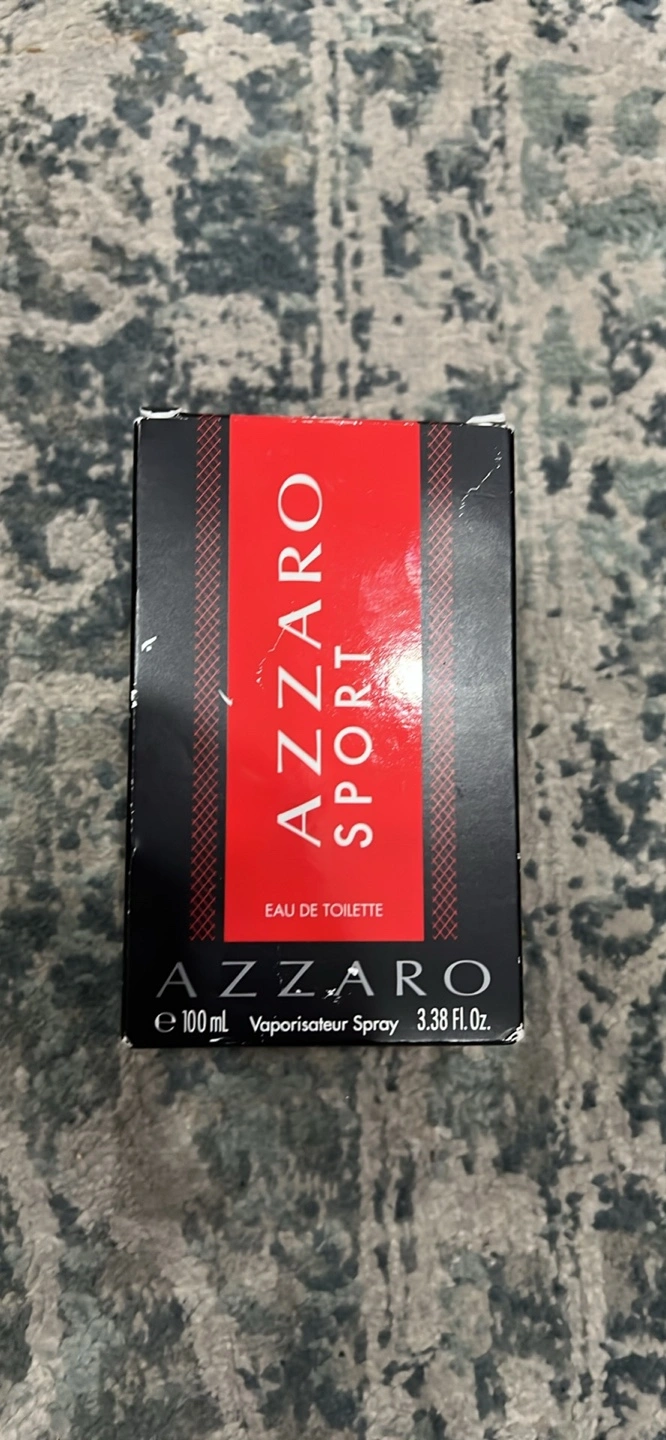 AZZARO
SPORT
EAU DE TOILETTE
AZZARO
℮ 100 mL Vaporisateur Spray 3.38 Fl. Oz.